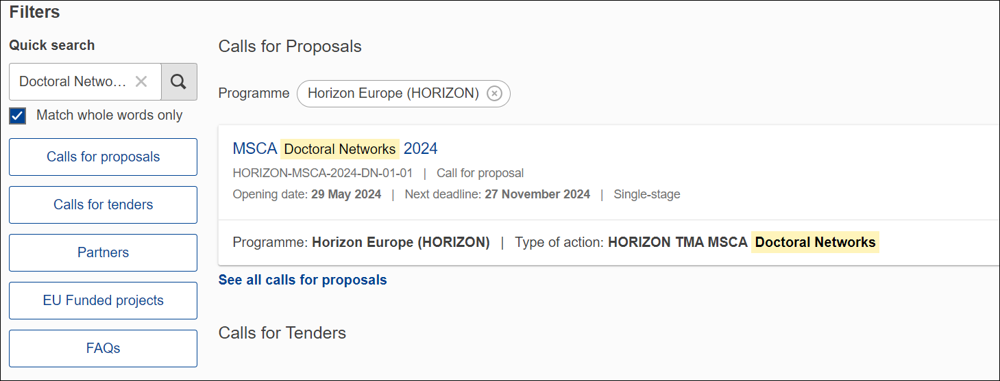 Filters
Quick search
Doctoral Netwo...
Match whole words only
Calls for proposals
Calls for tenders
Partners
EU Funded projects
FAQs
Calls for Proposals
Programme Horizon Europe (HORIZON)
MSCA Doctoral Networks 2024
HORIZON-MSCA-2024-DN-01-01 | Call for proposal
Opening date: 29 May 2024 | Next deadline: 27 November 2024 | Single-stage
Programme: Horizon Europe (HORIZON) | Type of action: HORIZON TMA MSCA Doctoral Networks
See all calls for proposals
Calls for Tenders